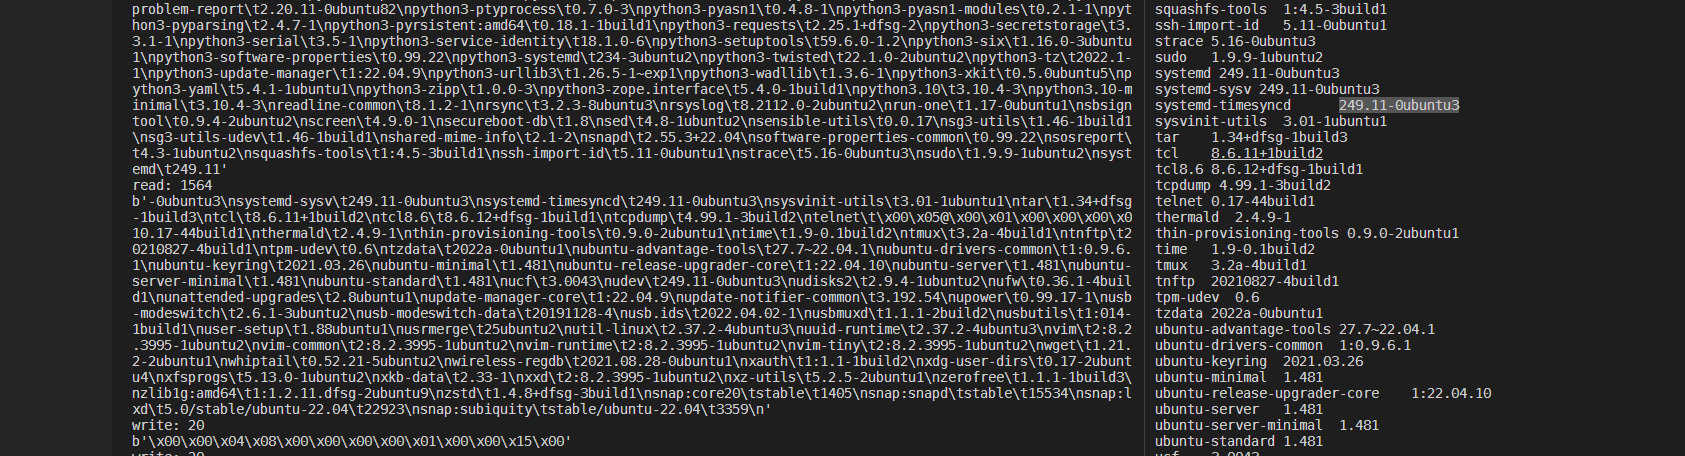 problem-report\t2.20.11-0ubuntu82\npython3-ptyprocess\t0.7.0-3\npython3-pyasn1\t0.4.8-1\npython3-pyasn1-modules\t0.2.1-1\npyt
hon3-pyparsing\t2.4.7-1\npython3-pyrsistent:amd64\t0.18.1-1build1\npython3-requests\t2.25.1+dfsg-2\npython3-secretstorage\t3.
3.1-1\npython3-serial\t3.5-1\npython3-service-identity\t18.1.0-6\npython3-setuptools\t59.6.0-1.2\npython3-six\t1.16.0-3ubuntu
1\npython3-software-properties\t0.99.22\npython3-systemd\t234-3ubuntu2\npython3-twisted\t22.1.0-2ubuntu2\npython3-tz\t2022.1-
1\npython3-update-manager\t1:22.04.9\npython3-urllib3\t1.26.5-1~exp1\npython3-wadllib\t1.3.6-1\npython3-xkit\t0.5.0ubuntu5\np
ython3-yaml\t5.4.1-1ubuntu1\npython3-zipp\t1.0.0-3\npython3-zope.interface\t5.4.0-1build1\npython3.10\t3.10.4-3\npython3.10-m
inimal\t3.10.4-3\nreadline-common\t8.1.2-1\nrsync\t3.2.3-8ubuntu3\nrsyslog\t8.2112.0-2ubuntu2\nrun-one\t1.17-0ubuntu1\nsbsign
tool\t0.9.4-2ubuntu2\nscreen\t4.9.0-1\nsecureboot-db\t1.8\nsed\t4.8-1ubuntu2\nsensible-utils\t0.0.17\nsg3-utils\t1.46-1build1
\nsg3-utils-udev\t1.46-1build1\nshared-mime-info\t2.1-2\nsnapd\t2.55.3+22.04\nsoftware-properties-common\t0.99.22\nsosreport\
t4.3-1ubuntu2\nsquashfs-tools\t1:4.5-3build1\nssh-import-id\t5.11-0ubuntu1\nstrace\t5.16-0ubuntu3\nsudo\t1.9.9-1ubuntu2\nsyst
emd\t249.11'
read: 1564
b'-0ubuntu3\nsystemd-sysv\t249.11-0ubuntu3\nsystemd-timesyncd\t249.11-0ubuntu3\nsysvinit-utils\t3.01-1ubuntu1\ntar\t1.34+dfsg
-1build3\ntcl\t8.6.11+1build2\ntcl8.6\t8.6.12+dfsg-1build1\ntcpdump\t4.99.1-3build2\ntelnet\t\x00\x05@\x00\x01\x00\x00\x00\x0
10.17-44build1\nthermald\t2.4.9-1\nthin-provisioning-tools\t0.9.0-2ubuntu1\ntime\t1.9-0.1build2\ntmux\t3.2a-4build1\ntnftp\t2
0210827-4build1\ntpm-udev\t0.6\ntzdata\t2022a-0ubuntu1\nubuntu-advantage-tools\t27.7~22.04.1\nubuntu-drivers-common\t1:0.9.6.
1\nubuntu-keyring\t2021.03.26\nubuntu-minimal\t1.481\nubuntu-release-upgrader-core\t1:22.04.10\nubuntu-server\t1.481\nubuntu-
server-minimal\t1.481\nubuntu-standard\t1.481\nucf\t3.0043\nudev\t249.11-0ubuntu3\nudisks2\t2.9.4-1ubuntu2\nufw\t0.36.1-4buil
d1\nunattended-upgrades\t2.8ubuntu1\nupdate-manager-core\t1:22.04.9\nupdate-notifier-common\t3.192.54\nupower\t0.99.17-1\nusb
-modeswitch\t2.6.1-3ubuntu2\nusb-modeswitch-data\t20191128-4\nusb.ids\t2022.04.02-1\nusbmuxd\t1.1.1-2build2\nusbutils\t1:014-
1build1\nuser-setup\t1.88ubuntu1\nusrmerge\t25ubuntu2\nutil-linux\t2.37.2-4ubuntu3\nuuid-runtime\t2.37.2-4ubuntu3\nvim\t2:8.2
.3995-1ubuntu2\nvim-common\t2:8.2.3995-1ubuntu2\nvim-runtime\t2:8.2.3995-1ubuntu2\nvim-tiny\t2:8.2.3995-1ubuntu2\nwget\t1.21.
2-2ubuntu1\nwhiptail\t0.52.21-5ubuntu2\nwireless-regdb\t2021.08.28-0ubuntu1\nxauth\t1:1.1-1build2\nxdg-user-dirs\t0.17-2ubunt
u4\nxfsprogs\t5.13.0-1ubuntu2\nxkb-data\t2.33-1\nxxd\t2:8.2.3995-1ubuntu2\nxz-utils\t5.2.5-2ubuntu1\nzerofree\t1.1.1-1build3\
nzlib1g:amd64\t1:1.2.11.dfsg-2ubuntu9\nzstd\t1.4.8+dfsg-3build1\nsnap:core20\tstable\t1405\nsnap:snapd\tstable\t15534\nsnap:l
xd\t5.0/stable/ubuntu-22.04\t22923\nsnap:subiquity\tstable/ubuntu-22.04\t3359\n'
write: 20
b'\x00\x00\x04\x08\x00\x00\x00\x00\x01\x00\x00\x15\x00'
write: 20
squashfs-tools 1:4.5-3build1
ssh-import-id 5.11-0ubuntu1
strace 5.16-0ubuntu3
sudo 1.9.9-1ubuntu2
systemd 249.11-0ubuntu3
systemd-sysv 249.11-0ubuntu3
systemd-timesyncd 249.11-0ubuntu3
sysvinit-utils 3.01-1ubuntu1
tar 1.34+dfsg-1build3
tcl 8.6.11+1build2
tcl8.6 8.6.12+dfsg-1build1
tcpdump 4.99.1-3build2
telnet 0.17-44build1
thermald 2.4.9-1
thin-provisioning-tools 0.9.0-2ubuntu1
time 1.9-0.1build2
tmux 3.2a-4build1
tnftp 20210827-4build1
tpm-udev 0.6
tzdata 2022a-0ubuntu1
ubuntu-advantage-tools 27.7~22.04.1
ubuntu-drivers-common 1:0.9.6.1
ubuntu-keyring 2021.03.26
ubuntu-minimal 1.481
ubuntu-release-upgrader-core 1:22.04.10
ubuntu-server 1.481
ubuntu-server-minimal 1.481
ubuntu-standard 1.481
ucf 3.0043